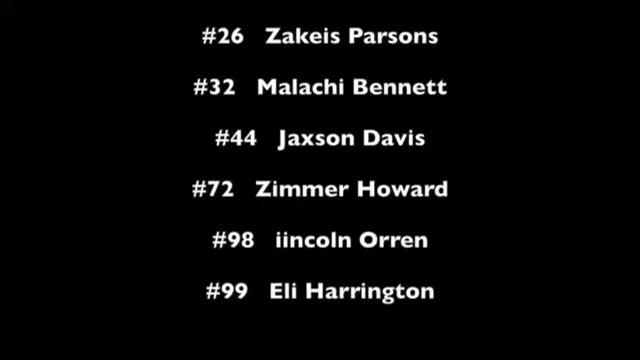 #26 Zakeis Parsons
#32 Malachi Bennett
#44 Jaxson Davis
#72 Zimmer Howard
#98 iincoln Orren
#99 Eli Harrington